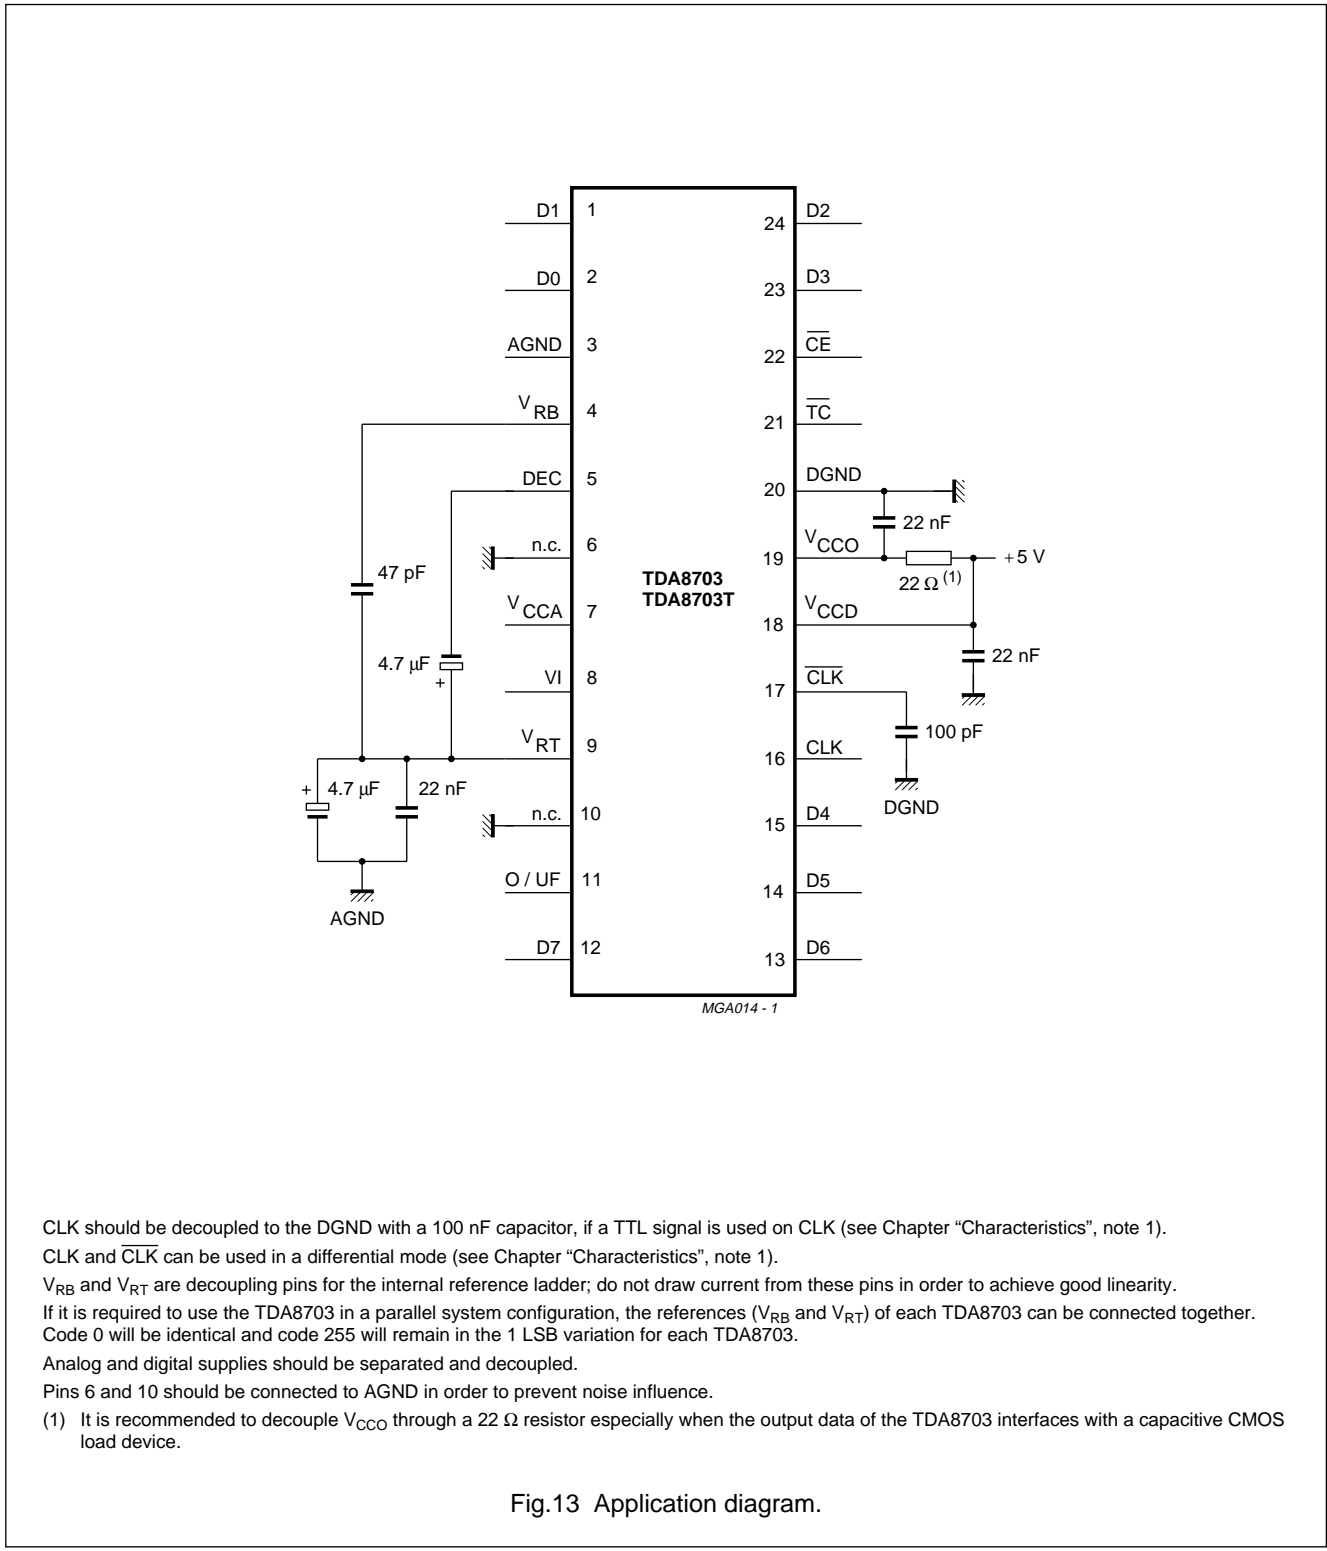 D1 1
D0 2
AGND 3
VRB 4
DEC 5
n.c. 6
VCCA 7
VI 8
VRT 9
n.c. 10
O / UF 11
D7 12
47 pF
4.7 μF
+
+ 4.7 μF
22 nF
AGND
TDA8703
TDA8703T
24 D2
23 D3
22 C̅E̅
21 T̅C̅
20 DGND
22 nF
19 VCCO
+5 V
22 Ω (1)
18 VCCD
22 nF
17 C̅L̅K̅
100 pF
16 CLK
DGND
15 D4
14 D5
13 D6
MGA014 - 1
CLK should be decoupled to the DGND with a 100 nF capacitor, if a TTL signal is used on CLK (see Chapter “Characteristics”, note 1).
CLK and C̅L̅K̅ can be used in a differential mode (see Chapter “Characteristics”, note 1).
VRB and VRT are decoupling pins for the internal reference ladder; do not draw current from these pins in order to achieve good linearity.
If it is required to use the TDA8703 in a parallel system configuration, the references (VRB and VRT) of each TDA8703 can be connected together.
Code 0 will be identical and code 255 will remain in the 1 LSB variation for each TDA8703.
Analog and digital supplies should be separated and decoupled.
Pins 6 and 10 should be connected to AGND in order to prevent noise influence.
(1) It is recommended to decouple VCCO through a 22 Ω resistor especially when the output data of the TDA8703 interfaces with a capacitive CMOS
load device.
Fig.13 Application diagram.